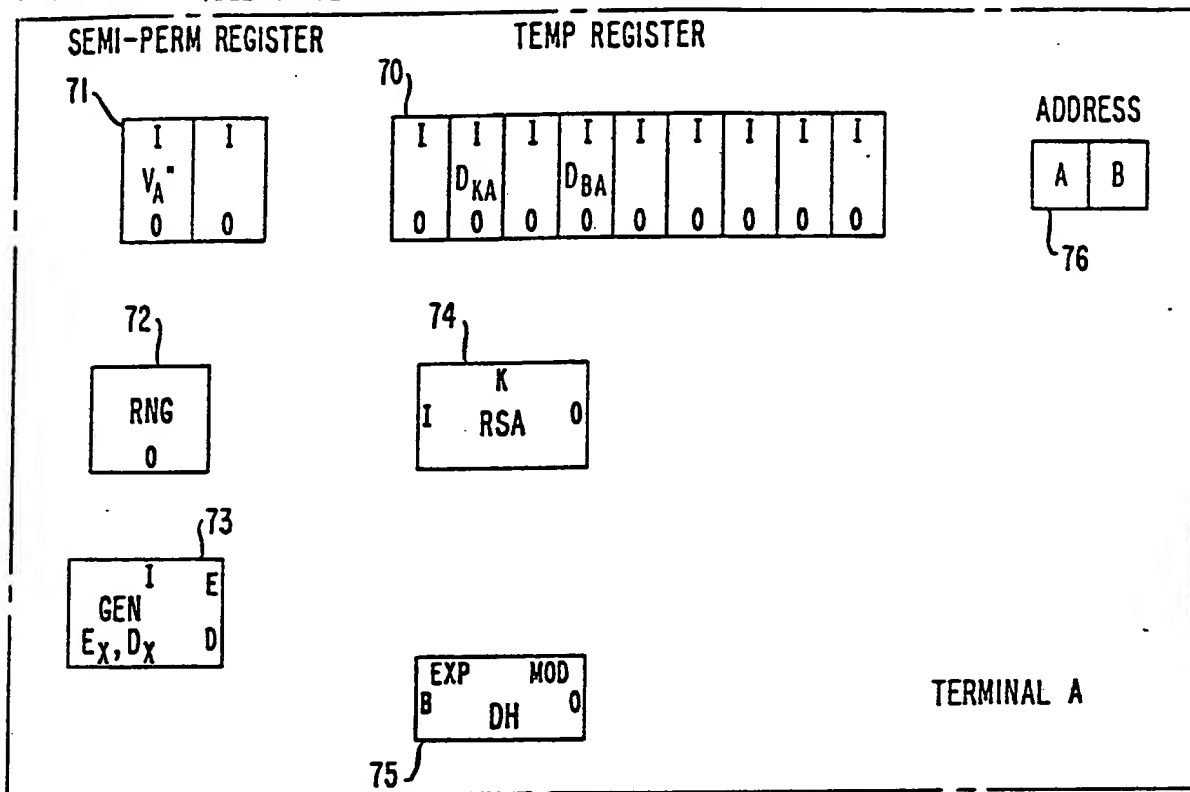 SEMI-PERM REGISTER TEMP REGISTER
71 70
ADDRESS
I I I I I I I I I I I
V_A" D_KA D_BA A B
0 0 0 0 0 0 0 0 0 0 0
76
72 74
RNG
0
K
I RSA 0
73
I E
GEN
E_X, D_X D
EXP MOD
B DH 0
75
TERMINAL A